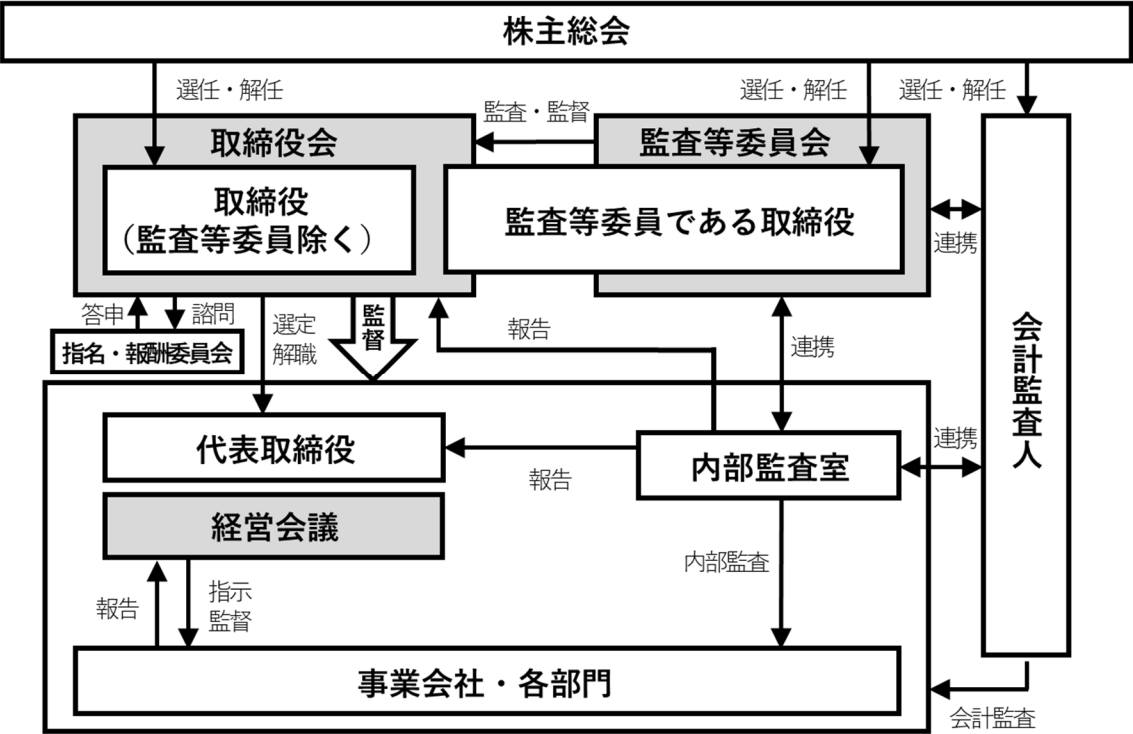 株主総会
選任・解任
選任・解任
選任・解任
監査・監督
取締役会
監査等委員会
取締役
（監査等委員除く）
監査等委員である取締役
連携
答申
諮問
選定
解職
監督
報告
連携
指名・報酬委員会
会計監査人
代表取締役
報告
内部監査室
連携
経営会議
内部監査
報告
指示
監督
事業会社・各部門
会計監査